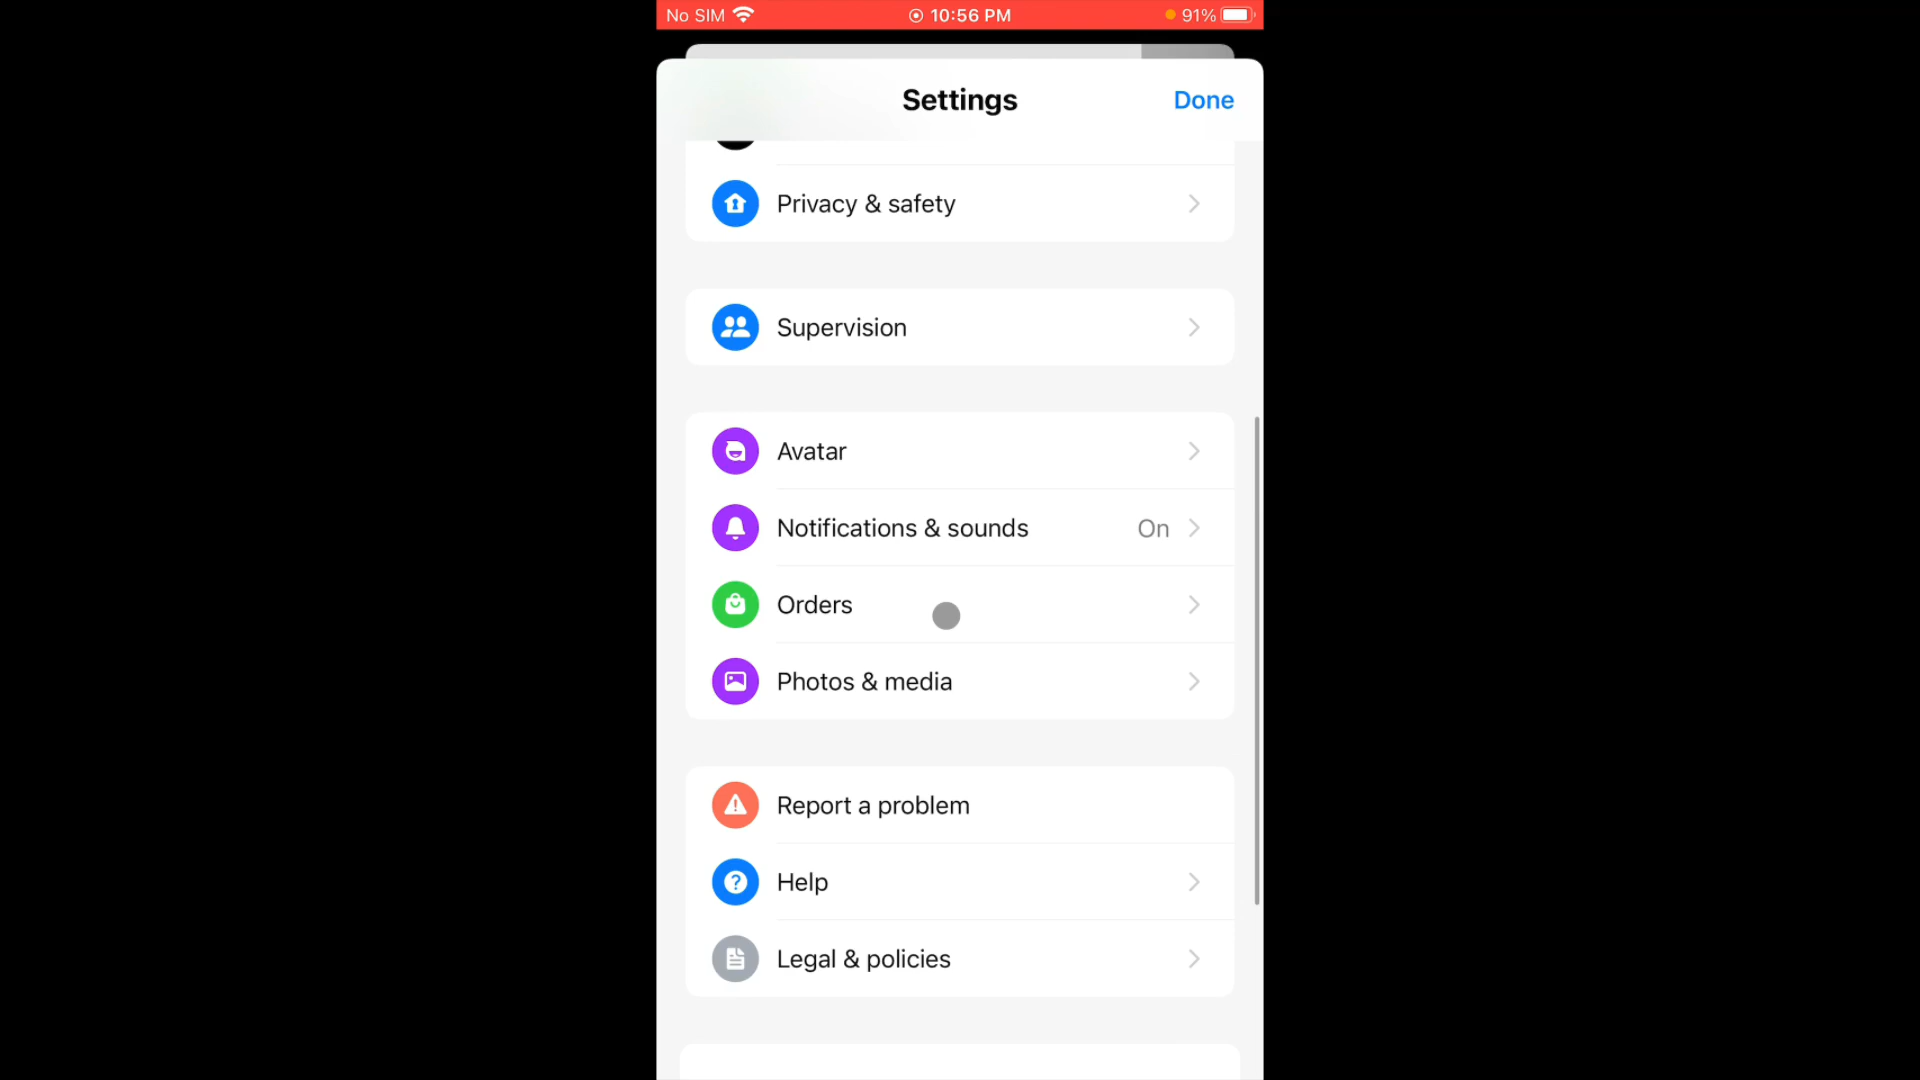 No SIM 10:56 PM 91%
Settings
Done
Privacy & safety
Supervision
Avatar
Notifications & sounds On
Orders
Photos & media
Report a problem
Help
Legal & policies